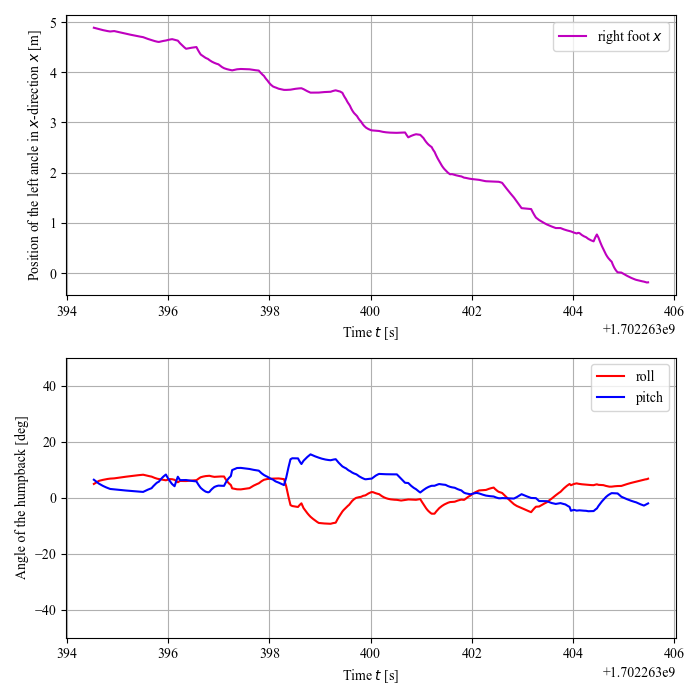 5
4
3
2
1
0
Position of the left ancle in x-direction x [m]
right foot x
394 396 398 400 402 404 406
Time t [s]
+1.702263e9
40
20
0
−20
−40
Angle of the humpback [deg]
roll
pitch
394 396 398 400 402 404 406
Time t [s]
+1.702263e9